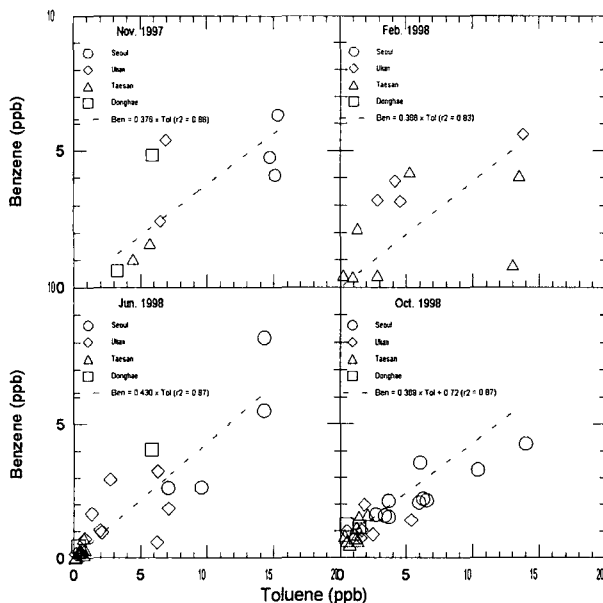 Nov. 1997
Seoul
Ulsan
Taesan
Donghae
Ben = 0.376 x Tol (r2 = 0.86)
Feb. 1998
Seoul
Ulsan
Taesan
Donghae
Ben = 0.388 x Tol (r2 = 0.83)
Jun. 1998
Seoul
Ulsan
Taesan
Donghae
Ben = 0.430 x Tol (r2 = 0.87)
Oct. 1998
Seoul
Ulsan
Taesan
Donghae
Ben = 0.369 x Tol + 0.72 (r2 = 0.87)
Benzene (ppb)
10
5
10
0
Benzene (ppb)
5
0
0 5 10 15 20 0 5 10 15 20
Toluene (ppb)